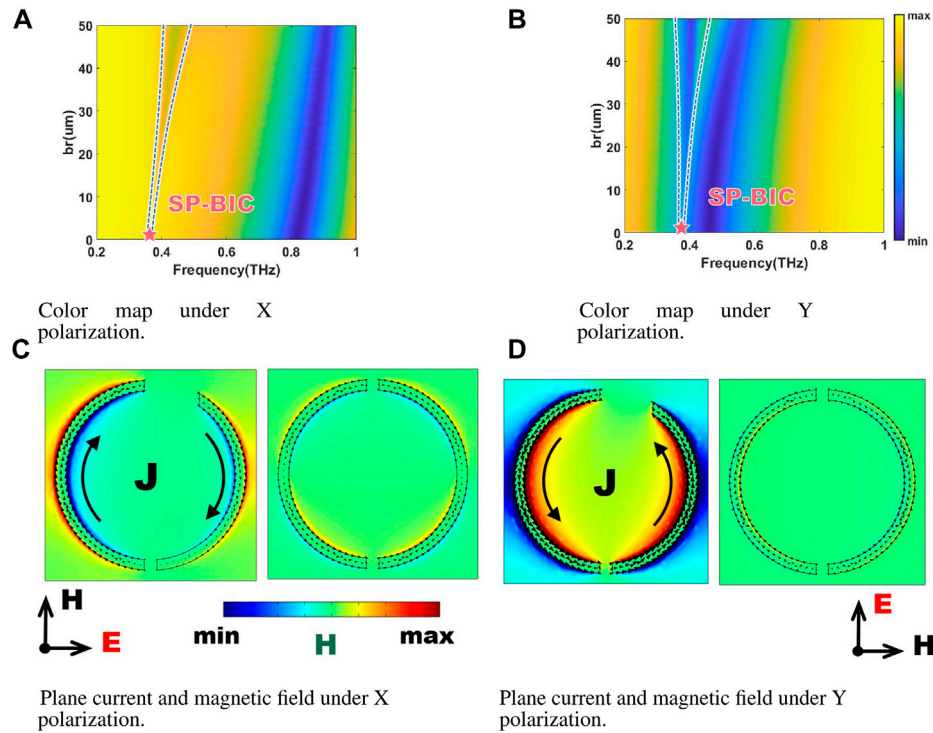 A
B
50
40
30
20
10
0
br(um)
SP-BIC
0.2
0.4
0.6
0.8
1
Frequency(THz)
50
40
30
20
10
0
br(um)
SP-BIC
0.2
0.4
0.6
0.8
1
Frequency(THz)
max
min
Color map under X
polarization.
Color map under Y
polarization.
C
D
J
J
H
E
min
H
max
E
H
Plane current and magnetic field under X
polarization.
Plane current and magnetic field under Y
polarization.